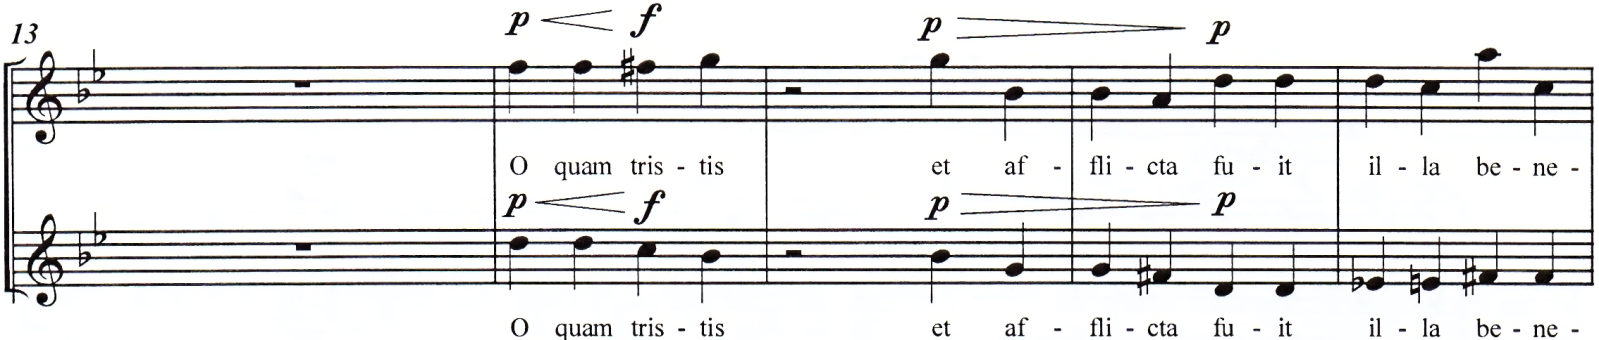 13
p f p p
O quam tris - tis et af - fli - cta fu - it il - la be - ne -
p f p p
O quam tris - tis et af - fli - cta fu - it il - la be - ne -